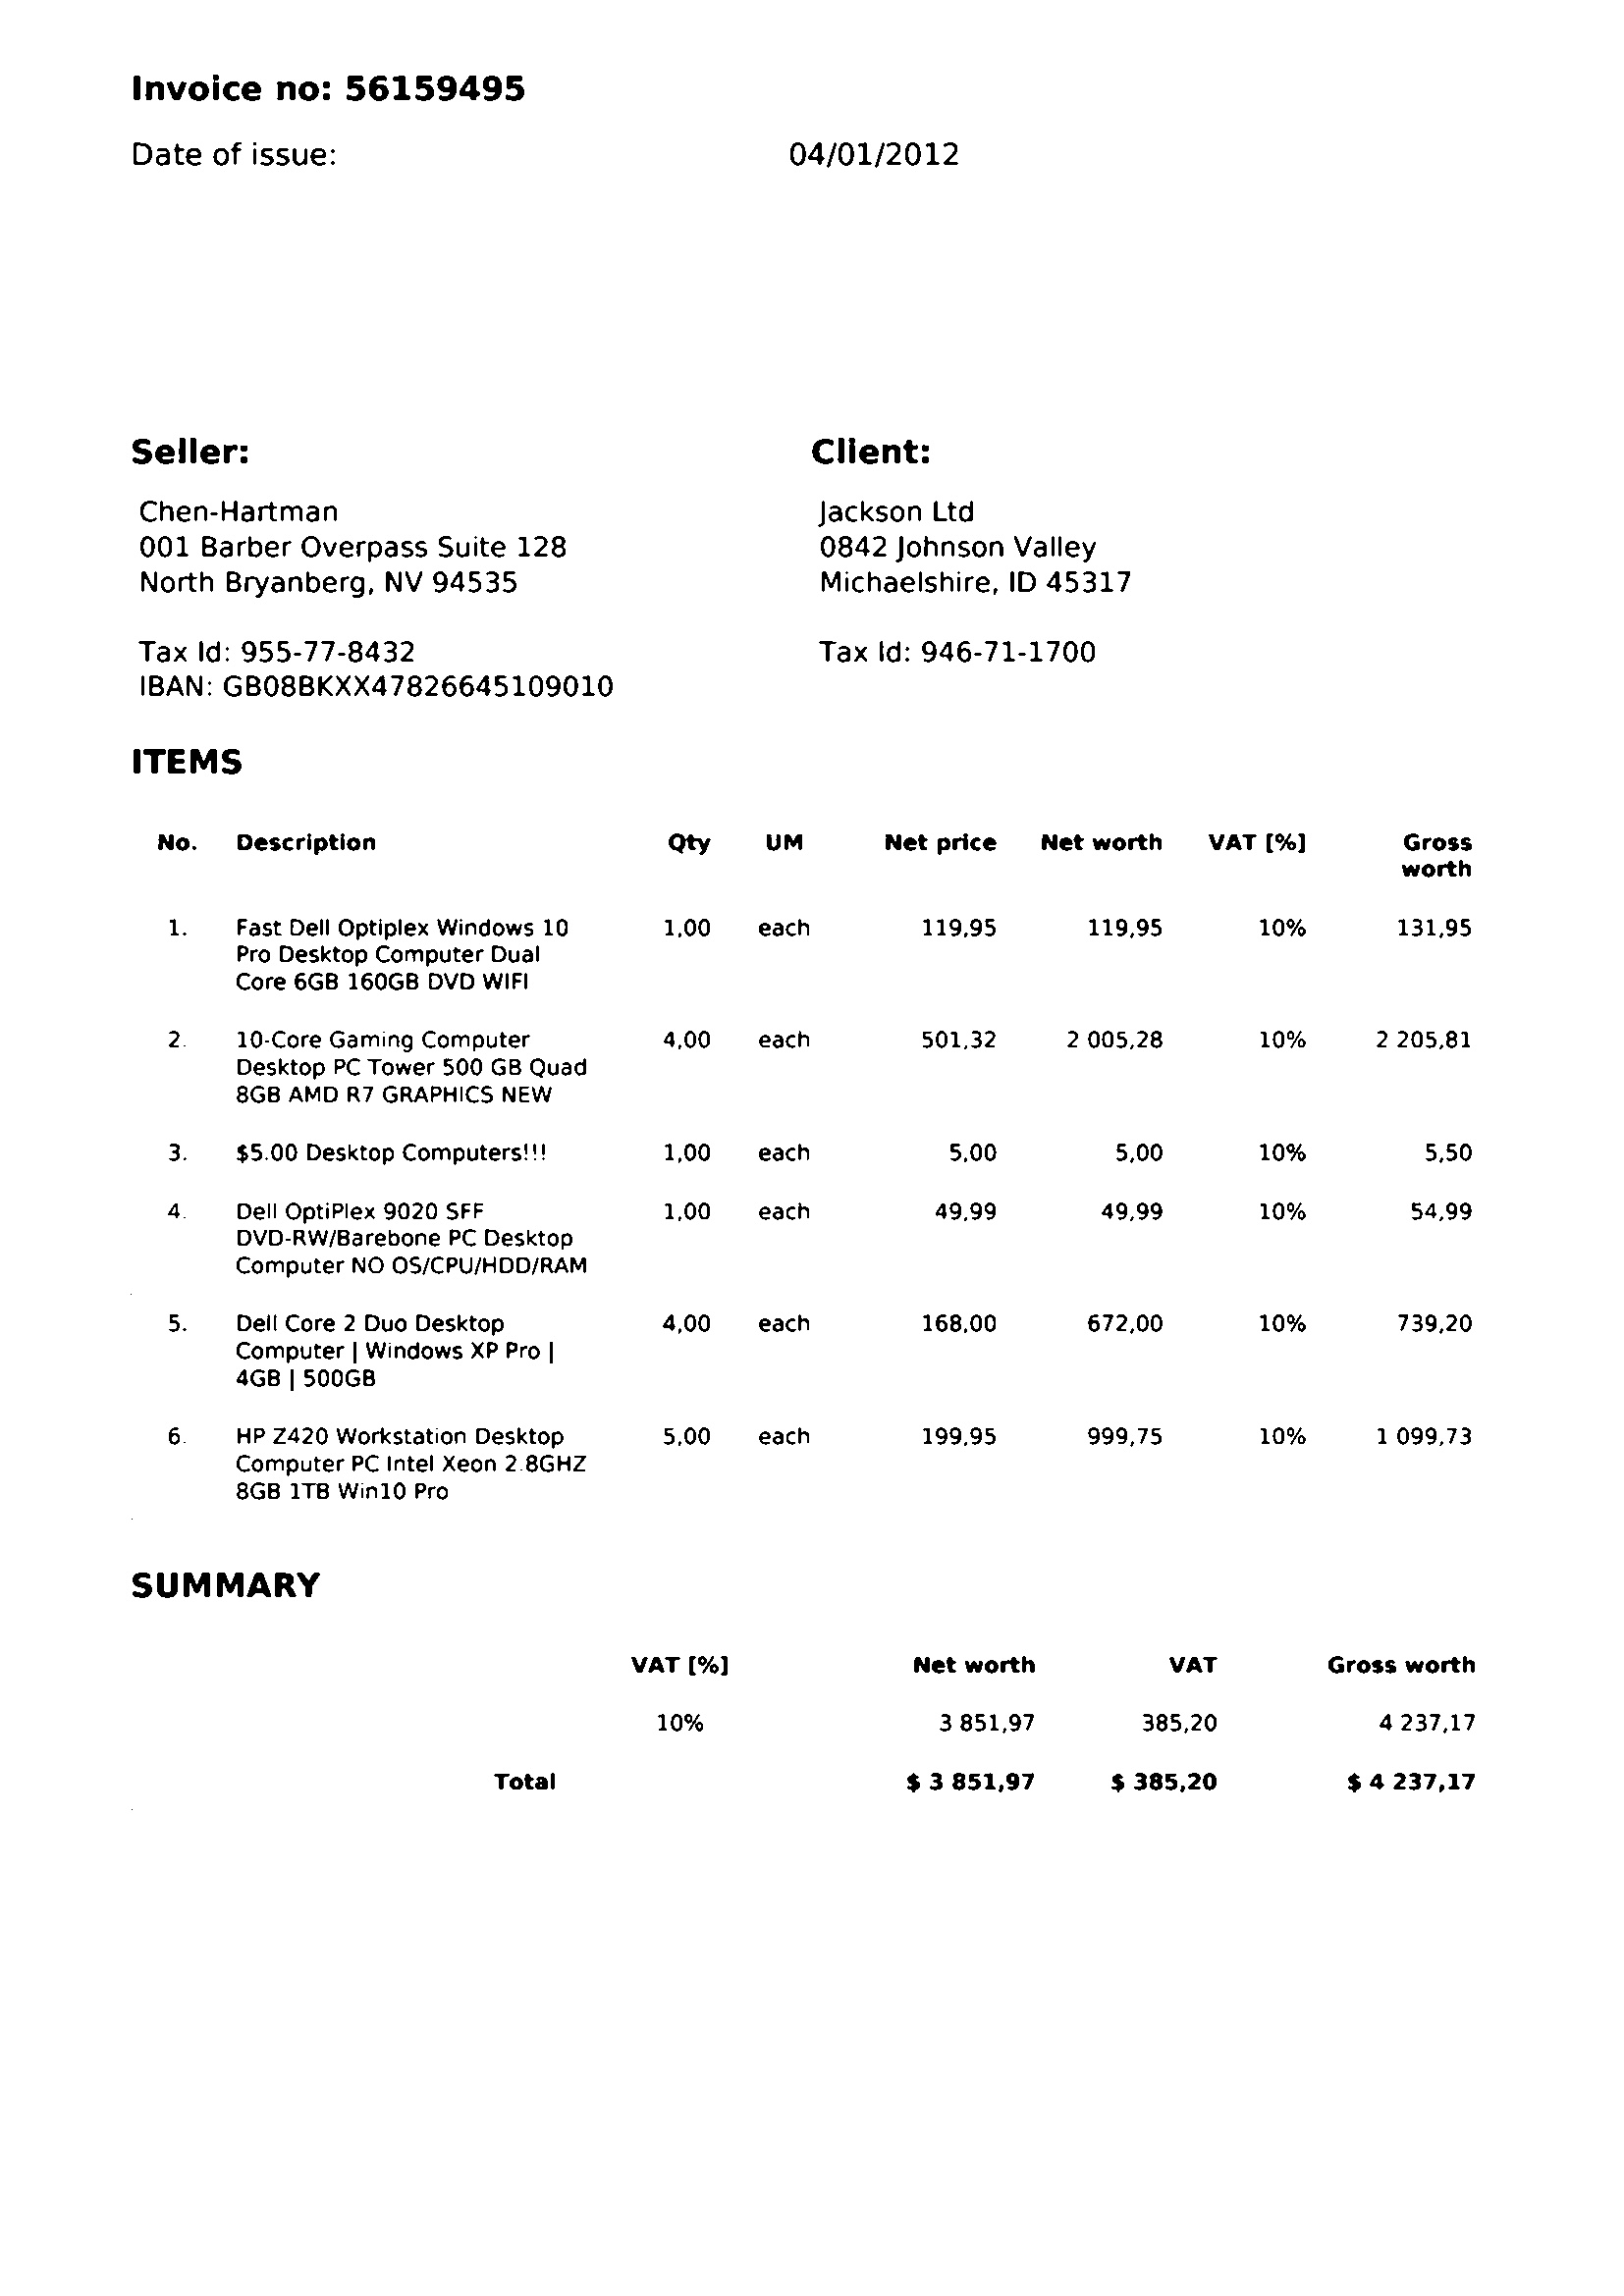 Invoice no: 56159495
Date of issue: 04/01/2012
Seller: Client:
Chen-Hartman Jackson Ltd
001 Barber Overpass Suite 128 0842 Johnson Valley
North Bryanberg, NV 94535 Michaelshire, ID 45317
Tax Id: 955-77-8432 Tax Id: 946-71-1700
IBAN: GB08BKXX47826645109010
ITEMS
No. Description Qty UM Net price Net worth VAT [%] Gross
worth
1. Fast Dell Optiplex Windows 10 1,00 each 119,95 119,95 10% 131,95
Pro Desktop Computer Dual
Core 6GB 160GB DVD WIFI
2. 10-Core Gaming Computer 4,00 each 501,32 2 005,28 10% 2 205,81
Desktop PC Tower 500 GB Quad
8GB AMD R7 GRAPHICS NEW
3. $5.00 Desktop Computers!!! 1,00 each 5,00 5,00 10% 5,50
4. Dell OptiPlex 9020 SFF 1,00 each 49,99 49,99 10% 54,99
DVD-RW/Barebone PC Desktop
Computer NO OS/CPU/HDD/RAM
5. Dell Core 2 Duo Desktop 4,00 each 168,00 672,00 10% 739,20
Computer | Windows XP Pro |
4GB | 500GB
6. HP Z420 Workstation Desktop 5,00 each 199,95 999,75 10% 1 099,73
Computer PC Intel Xeon 2.8GHZ
8GB 1TB Win10 Pro
SUMMARY
VAT [%] Net worth VAT Gross worth
10% 3 851,97 385,20 4 237,17
Total $ 3 851,97 $ 385,20 $ 4 237,17